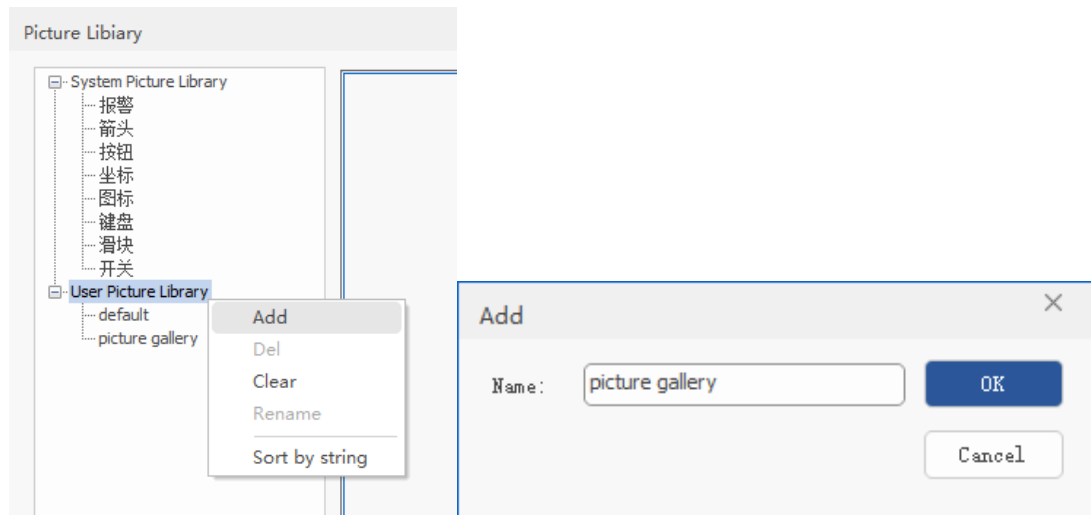 Picture Libiary
System Picture Library
报警
箭头
按钮
坐标
图标
键盘
滑块
开关
User Picture Library
default
picture gallery
Add
Del
Clear
Rename
Sort by string
Add
Name:
picture gallery
OK
Cancel